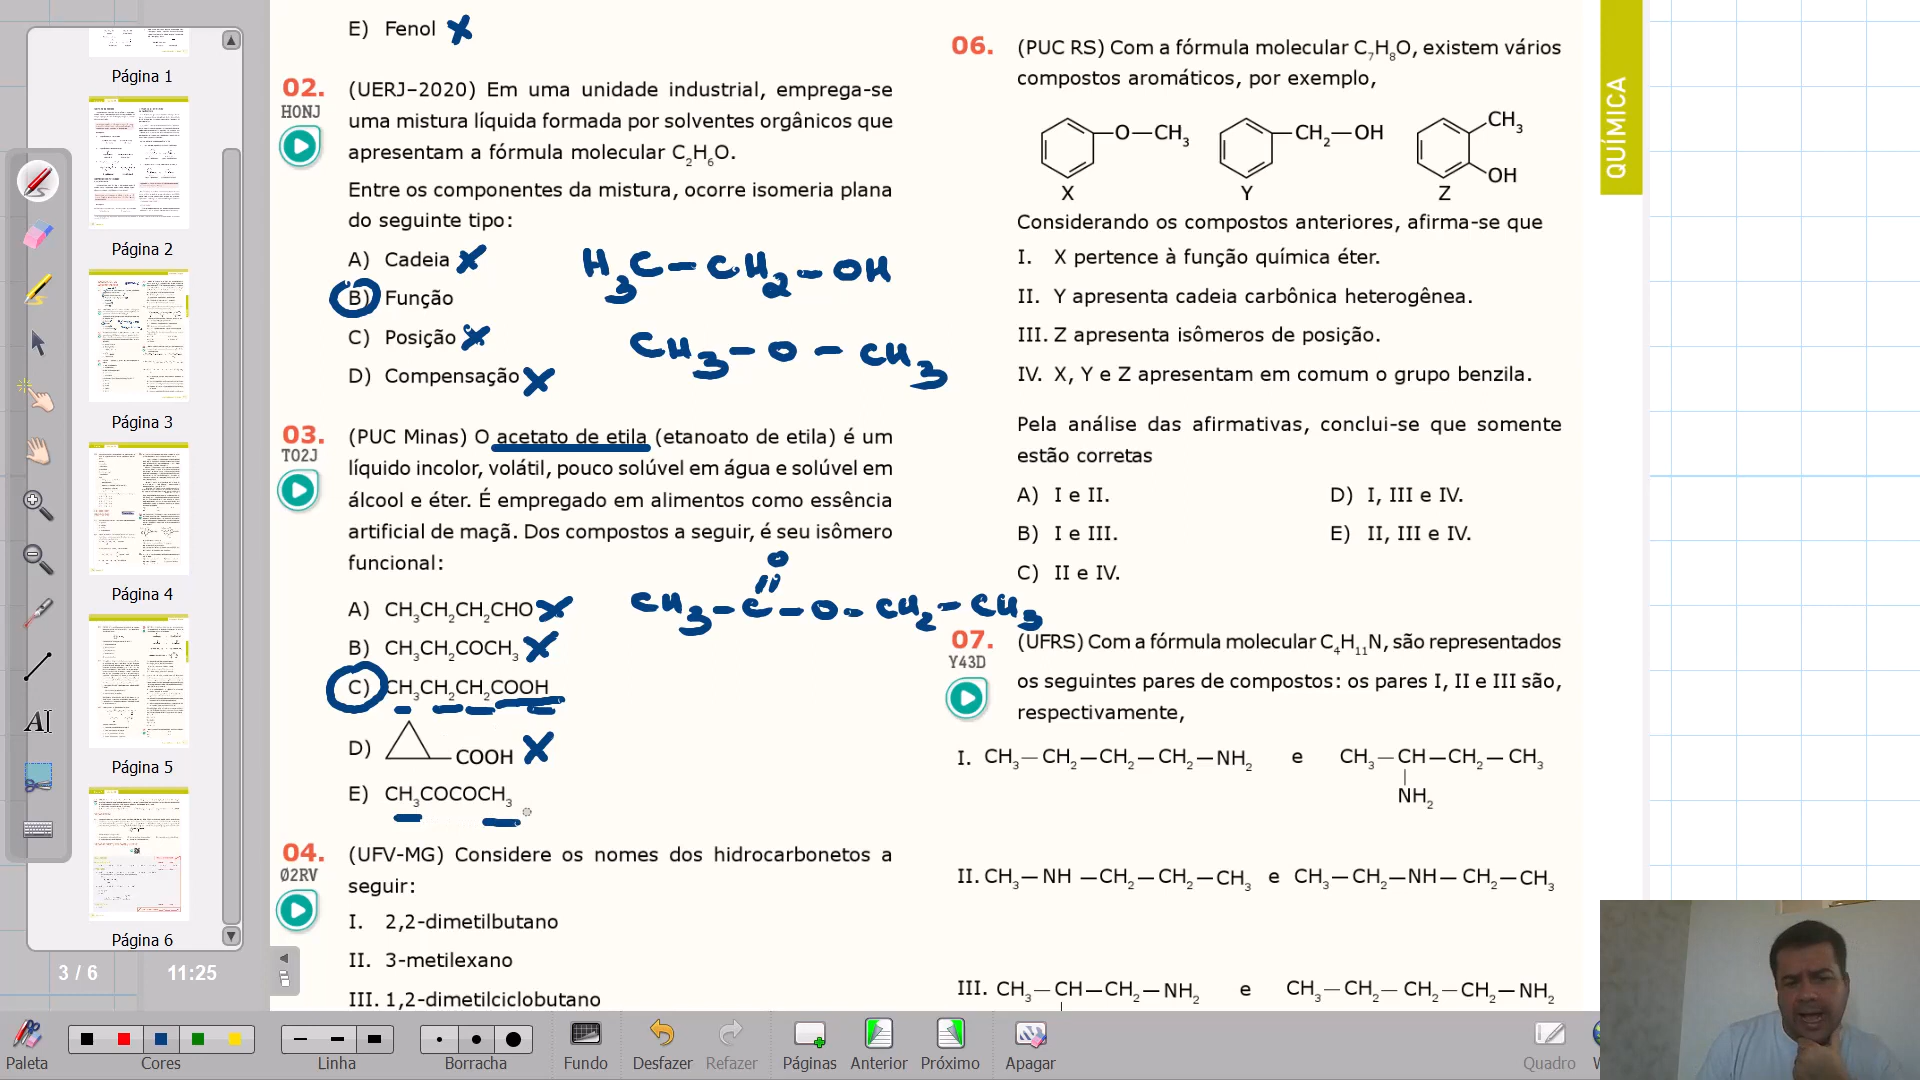 Página 1
Página 2
Página 3
Página 4
Página 5
Página 6
3 / 6
11:25
E) Fenol
02.
H0NJ
(UERJ–2020) Em uma unidade industrial, emprega-se
uma mistura líquida formada por solventes orgânicos que
apresentam a fórmula molecular C₂H₆O.
Entre os componentes da mistura, ocorre isomeria plana
do seguinte tipo:
A) Cadeia
B) Função
C) Posição
D) Compensação
H₃C–CH₂–OH
CH₃–O–CH₃
03.
T02J
(PUC Minas) O acetato de etila (etanoato de etila) é um
líquido incolor, volátil, pouco solúvel em água e solúvel em
álcool e éter. É empregado em alimentos como essência
artificial de maçã. Dos compostos a seguir, é seu isômero
funcional:
O
CH₃–C–O–CH₂–CH₃
A) CH₃CH₂CH₂CHO
B) CH₃CH₂COCH₃
C) CH₃CH₂CH₂COOH
D) COOH
E) CH₃COCOCH₃
04.
Ø2RV
(UFV-MG) Considere os nomes dos hidrocarbonetos a
seguir:
I. 2,2-dimetilbutano
II. 3-metilexano
III. 1,2-dimetilciclobutano
06.
(PUC RS) Com a fórmula molecular C₇H₈O, existem vários
compostos aromáticos, por exemplo,
O—CH₃
CH₂—OH
CH₃
OH
X
Y
Z
Considerando os compostos anteriores, afirma-se que
I. X pertence à função química éter.
II. Y apresenta cadeia carbônica heterogênea.
III. Z apresenta isômeros de posição.
IV. X, Y e Z apresentam em comum o grupo benzila.
Pela análise das afirmativas, conclui-se que somente
estão corretas
A) I e II.
B) I e III.
C) II e IV.
D) I, III e IV.
E) II, III e IV.
07.
Y43D
(UFRS) Com a fórmula molecular C₄H₁₁N, são representados
os seguintes pares de compostos: os pares I, II e III são,
respectivamente,
I. CH₃—CH₂—CH₂—CH₂—NH₂ e CH₃—CH—CH₂—CH₃
NH₂
II. CH₃—NH—CH₂—CH₂—CH₃ e CH₃—CH₂—NH—CH₂—CH₃
III. CH₃—CH—CH₂—NH₂ e CH₃—CH₂—CH₂—CH₂—NH₂
QUÍMICA
Paleta
Cores
Linha
Borracha
Fundo
Desfazer
Refazer
Páginas
Anterior
Próximo
Apagar
Quadro